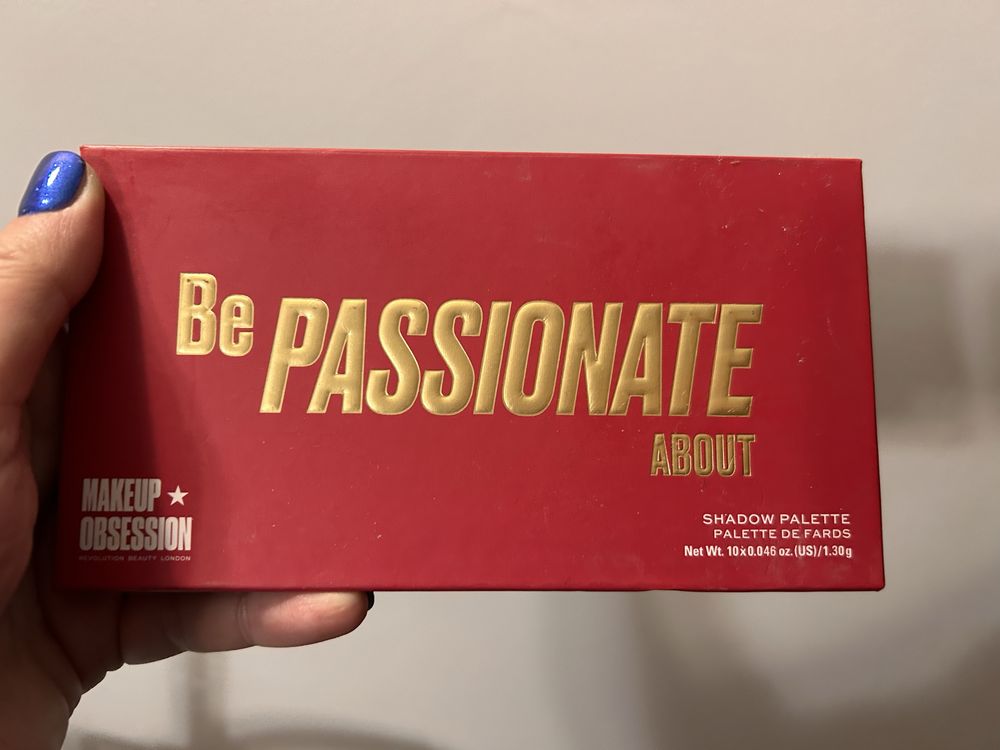 Be PASSIONATE
ABOUT
MAKEUP ★
OBSESSION
REVOLUTION BEAUTY LONDON
SHADOW PALETTE
PALETTE DE FARDS
Net Wt. 10x0.046 oz.(US)/1.30g